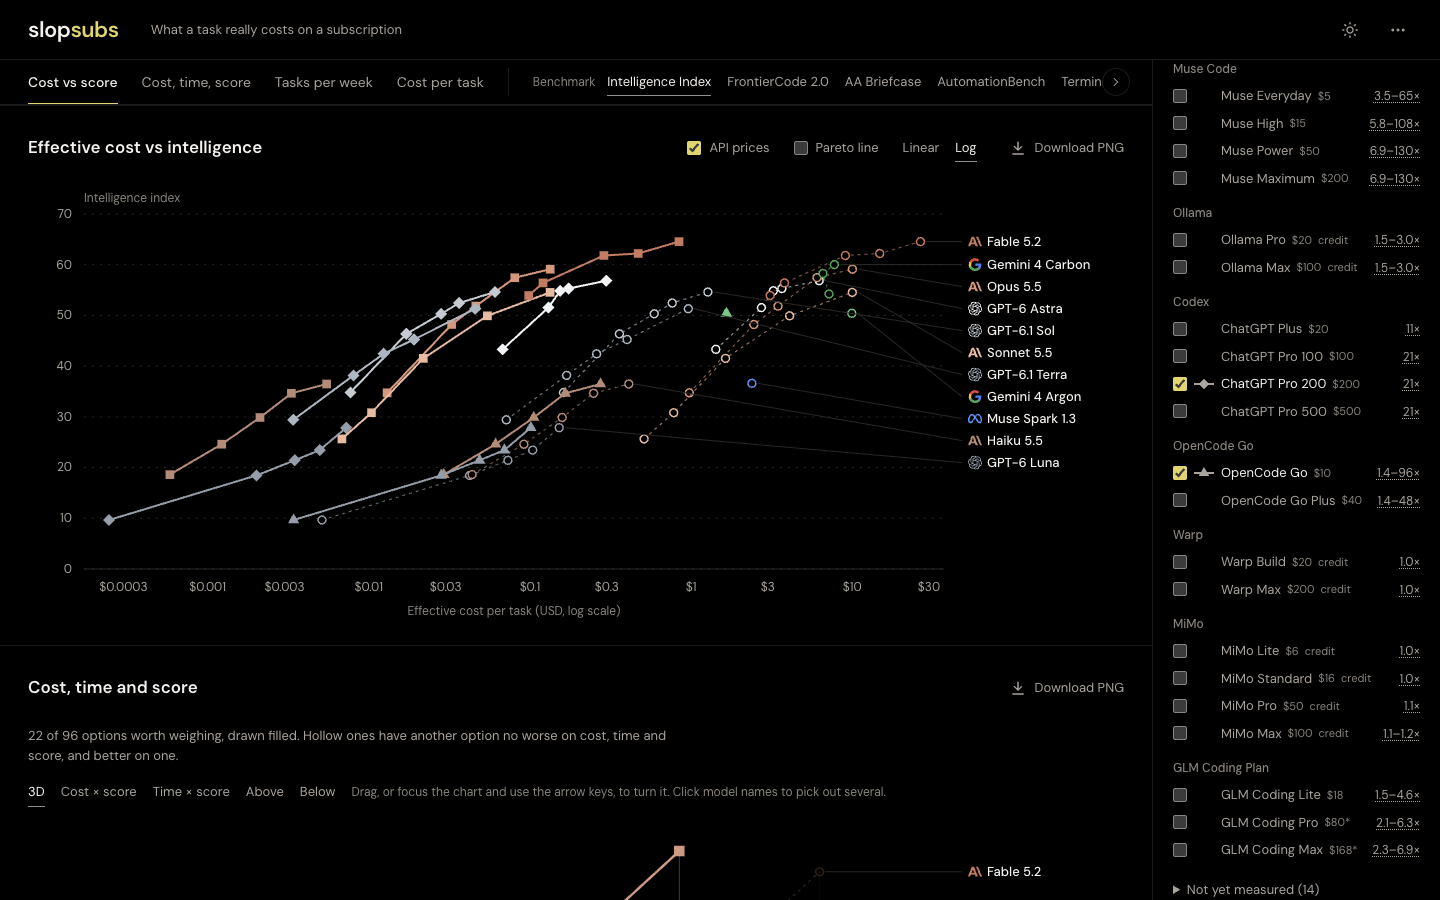 slopsubs What a task really costs on a subscription
Cost vs score Cost, time, score Tasks per week Cost per task Benchmark Intelligence Index FrontierCode 2.0 AA Briefcase AutomationBench Termin
Effective cost vs intelligence
API prices Pareto line Linear Log Download PNG
Intelligence index
70
60
50
40
30
20
10
0
$0.0003 $0.001 $0.003 $0.01 $0.03 $0.1 $0.3 $1 $3 $10 $30
Effective cost per task (USD, log scale)
Fable 5.2
Gemini 4 Carbon
Opus 5.5
GPT-6 Astra
GPT-6.1 Sol
Sonnet 5.5
GPT-6.1 Terra
Gemini 4 Argon
Muse Spark 1.3
Haiku 5.5
GPT-6 Luna
Cost, time and score
Download PNG
22 of 96 options worth weighing, drawn filled. Hollow ones have another option no worse on cost, time and
score, and better on one.
3D Cost × score Time × score Above Below Drag, or focus the chart and use the arrow keys, to turn it. Click model names to pick out several.
Fable 5.2
Muse Code
Muse Everyday $5 3.5–65×
Muse High $15 5.8–108×
Muse Power $50 6.9–130×
Muse Maximum $200 6.9–130×
Ollama
Ollama Pro $20 credit 1.5–3.0×
Ollama Max $100 credit 1.5–3.0×
Codex
ChatGPT Plus $20 11×
ChatGPT Pro 100 $100 21×
ChatGPT Pro 200 $200 21×
ChatGPT Pro 500 $500 21×
OpenCode Go
OpenCode Go $10 1.4–96×
OpenCode Go Plus $40 1.4–48×
Warp
Warp Build $20 credit 1.0×
Warp Max $200 credit 1.0×
MiMo
MiMo Lite $6 credit 1.0×
MiMo Standard $16 credit 1.0×
MiMo Pro $50 credit 1.1×
MiMo Max $100 credit 1.1–1.2×
GLM Coding Plan
GLM Coding Lite $18 1.5–4.6×
GLM Coding Pro $80* 2.1–6.3×
GLM Coding Max $168* 2.3–6.9×
Not yet measured (14)